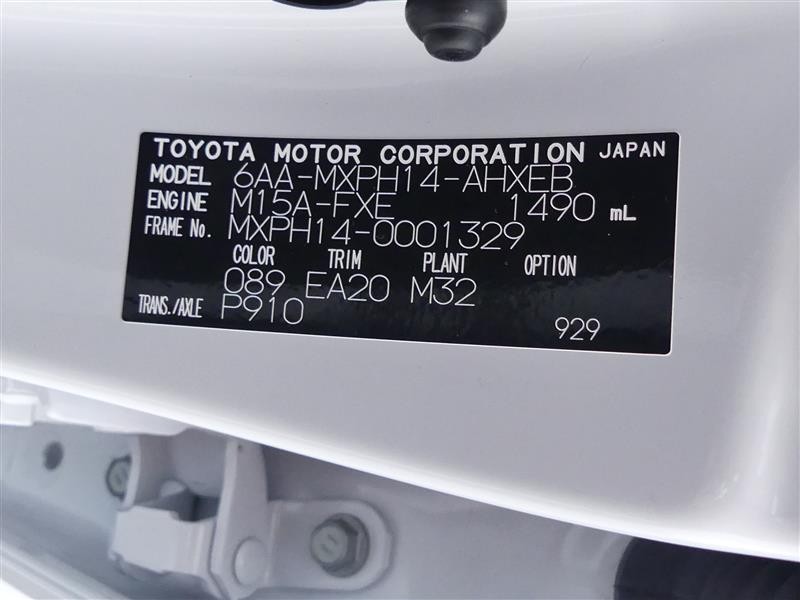 TOYOTA MOTOR CORPORATION JAPAN
MODEL 6AA-MXPH14-AHXEB
ENGINE M15A-FXE 1490 mL
FRAME No. MXPH14-0001329
COLOR TRIM PLANT OPTION
089 EA20 M32
TRANS./AXLE P910
929